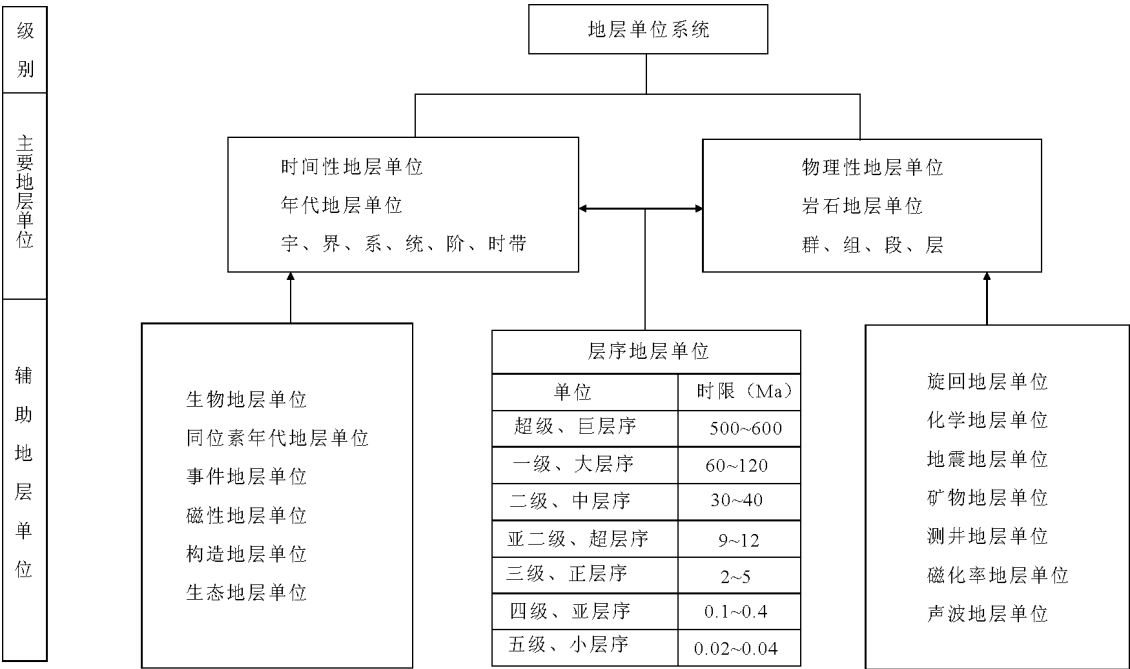 级别
主要地层单位
辅助地层单位
地层单位系统
时间性地层单位
年代地层单位
宇、界、系、统、阶、时带
物理性地层单位
岩石地层单位
群、组、段、层
生物地层单位
同位素年代地层单位
事件地层单位
磁性地层单位
构造地层单位
生态地层单位
层序地层单位
单位 时限（Ma）
超级、巨层序 500~600
一级、大层序 60~120
二级、中层序 30~40
亚二级、超层序 9~12
三级、正层序 2~5
四级、亚层序 0.1~0.4
五级、小层序 0.02~0.04
旋回地层单位
化学地层单位
地震地层单位
矿物地层单位
测井地层单位
磁化率地层单位
声波地层单位